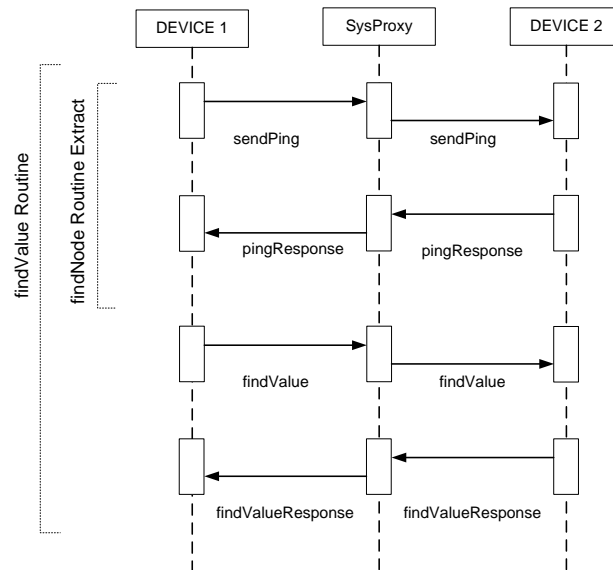 DEVICE 1
SysProxy
DEVICE 2
findValue Routine
findNode Routine Extract
sendPing
sendPing
pingResponse
pingResponse
findValue
findValue
findValueResponse
findValueResponse